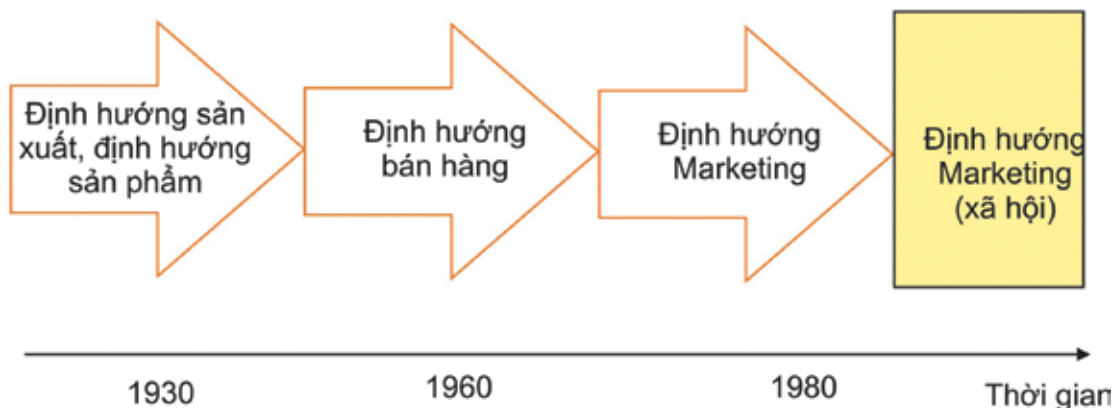 Định hướng sản
xuất, định hướng
sản phẩm
Định hướng
bán hàng
Định hướng
Marketing
Định hướng
Marketing
(xã hội)
1930
1960
1980
Thời gian